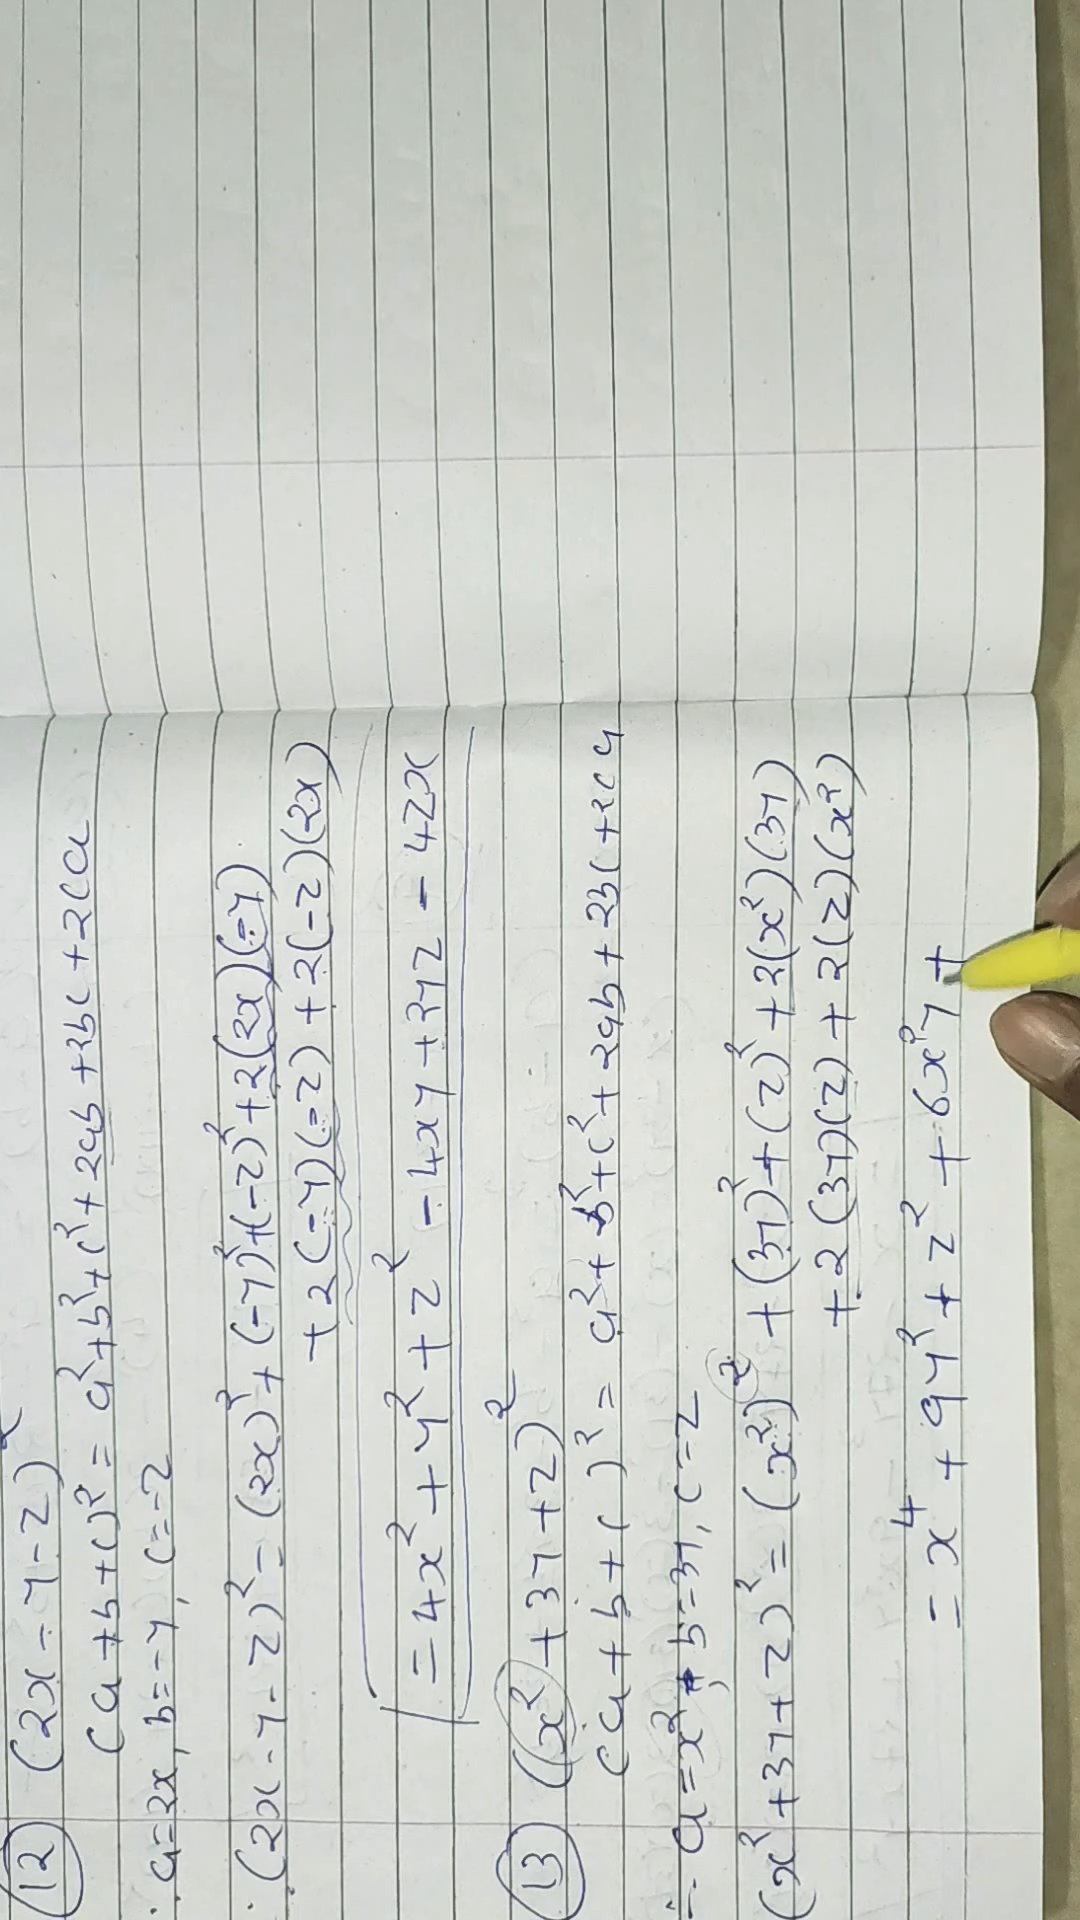 (12) (2x - y - z)²
(a + b + c)² = a² + b² + c² + 2ab + 2bc + 2ca
∴ a = 2x, b = -y, c = -z
∴ (2x - y - z)² = (2x)² + (-y)² + (-z)² + 2(2x)(-y)
+ 2(-y)(-z) + 2(-z)(2x)
= 4x² + y² + z² - 4xy + 2yz - 4zx
(13) (x² + 3y + z)²
(a + b + c)² = a² + b² + c² + 2ab + 2bc + 2ca
∴ a = x², b = 3y, c = z
(x² + 3y + z)² = (x²)² + (3y)² + (z)² + 2(x²)(3y)
+ 2(3y)(z) + 2(z)(x²)
= x⁴ + 9y² + z² + 6x²y +